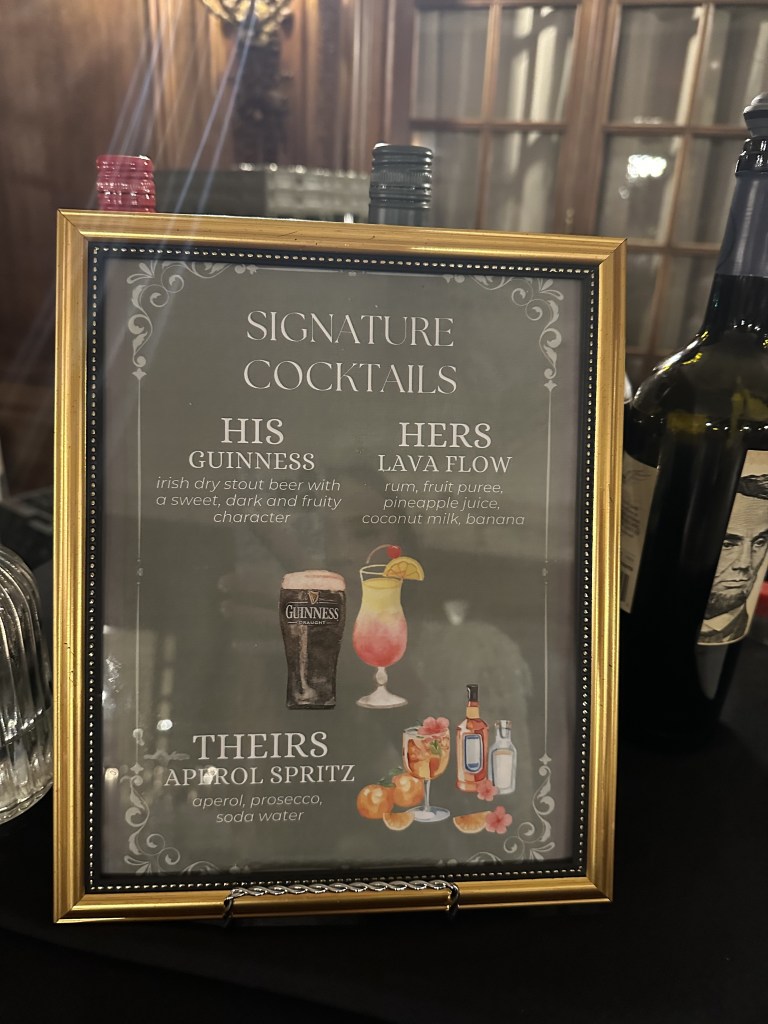 SIGNATURE
COCKTAILS
HIS
GUINNESS
irish dry stout beer with
a sweet, dark and fruity
character
HERS
LAVA FLOW
rum, fruit puree,
pineapple juice,
coconut milk, banana
GUINNESS
DRAUGHT
THEIRS
APEROL SPRITZ
aperol, prosecco,
soda water